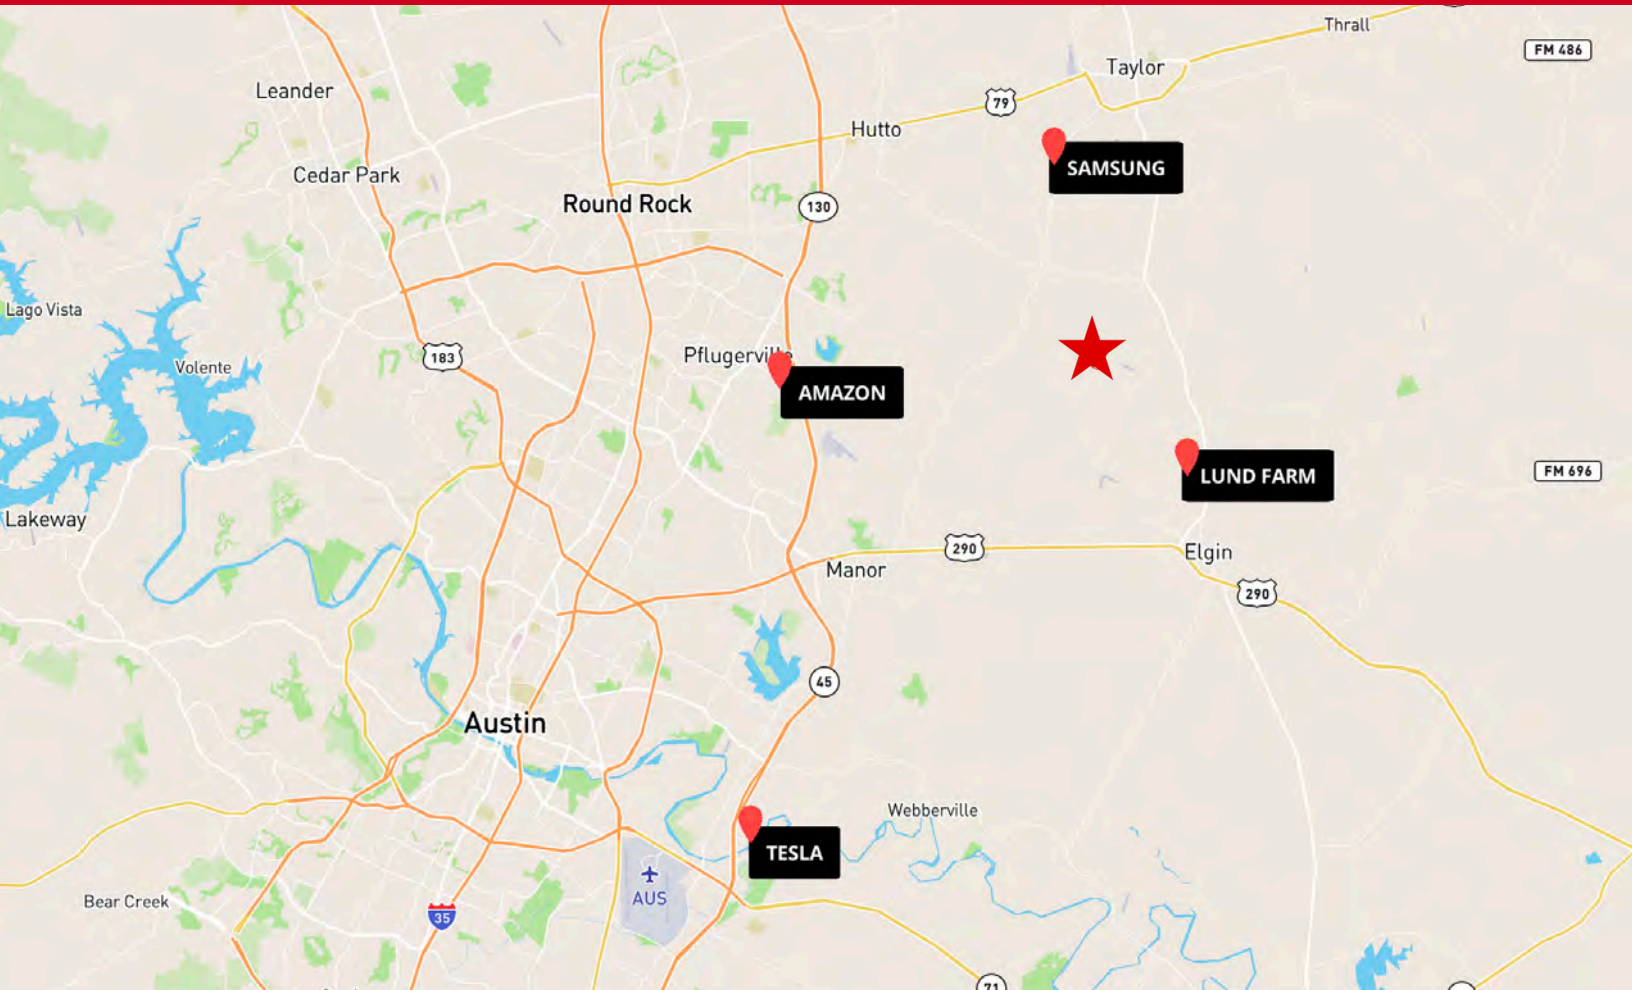 Thrall
FM 486
Taylor
Leander
79
Hutto
SAMSUNG
Cedar Park
Round Rock
130
Lago Vista
Pflugerville
183
Volente
AMAZON
LUND FARM
FM 696
Lakeway
290
Elgin
Manor
290
45
Austin
Webberville
TESLA
AUS
Bear Creek
35
71